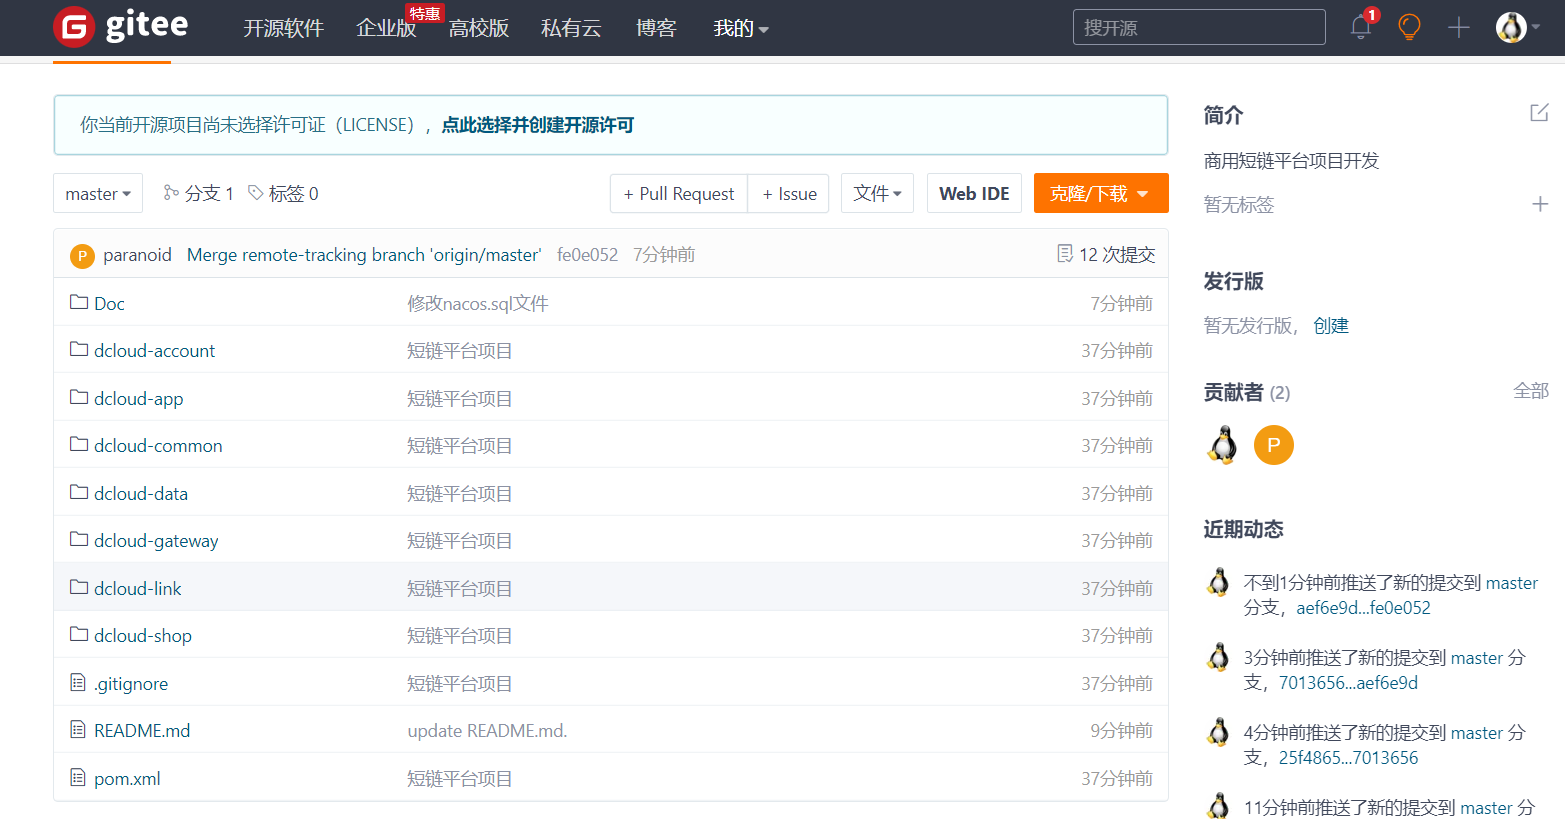 gitee 开源软件 企业版 特惠 高校版 私有云 博客 我的 搜开源 1
你当前开源项目尚未选择许可证（LICENSE），点此选择并创建开源许可
master 分支 1 标签 0 + Pull Request + Issue 文件 Web IDE 克隆/下载
P paranoid Merge remote-tracking branch 'origin/master' fe0e052 7分钟前 12 次提交
Doc 修改nacos.sql文件 7分钟前
dcloud-account 短链平台项目 37分钟前
dcloud-app 短链平台项目 37分钟前
dcloud-common 短链平台项目 37分钟前
dcloud-data 短链平台项目 37分钟前
dcloud-gateway 短链平台项目 37分钟前
dcloud-link 短链平台项目 37分钟前
dcloud-shop 短链平台项目 37分钟前
.gitignore 短链平台项目 37分钟前
README.md update README.md. 9分钟前
pom.xml 短链平台项目 37分钟前
简介
商用短链平台项目开发
暂无标签
发行版
暂无发行版，创建
贡献者 (2) 全部
P
近期动态
不到1分钟前推送了新的提交到 master
分支，aef6e9d...fe0e052
3分钟前推送了新的提交到 master 分
支，7013656...aef6e9d
4分钟前推送了新的提交到 master 分
支，25f4865...7013656
11分钟前推送了新的提交到 master 分